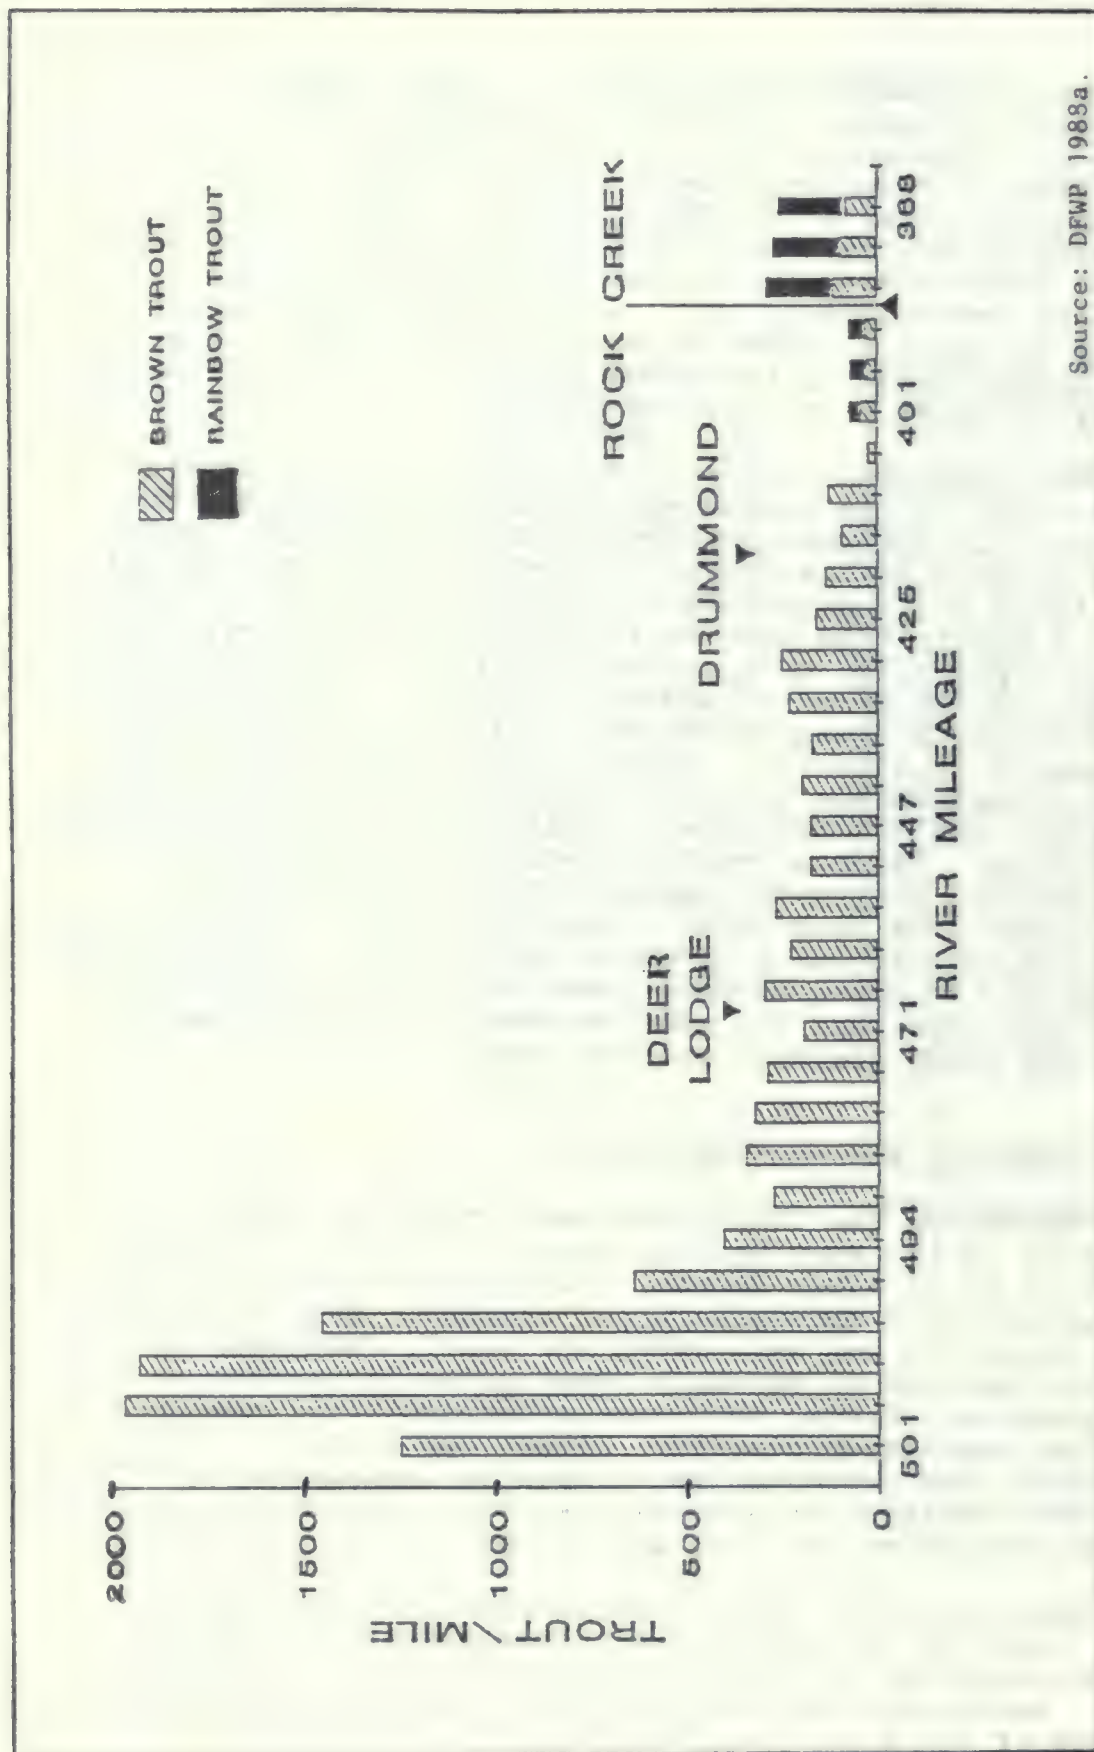 BROWN TROUT
RAINBOW TROUT
ROCK CREEK
DRUMMOND
DEER
LODGE
TROUT/MILE
2000
1500
1000
500
0
501
494
471
447
425
401
368
RIVER MILEAGE
Source: DFWP 1988a.